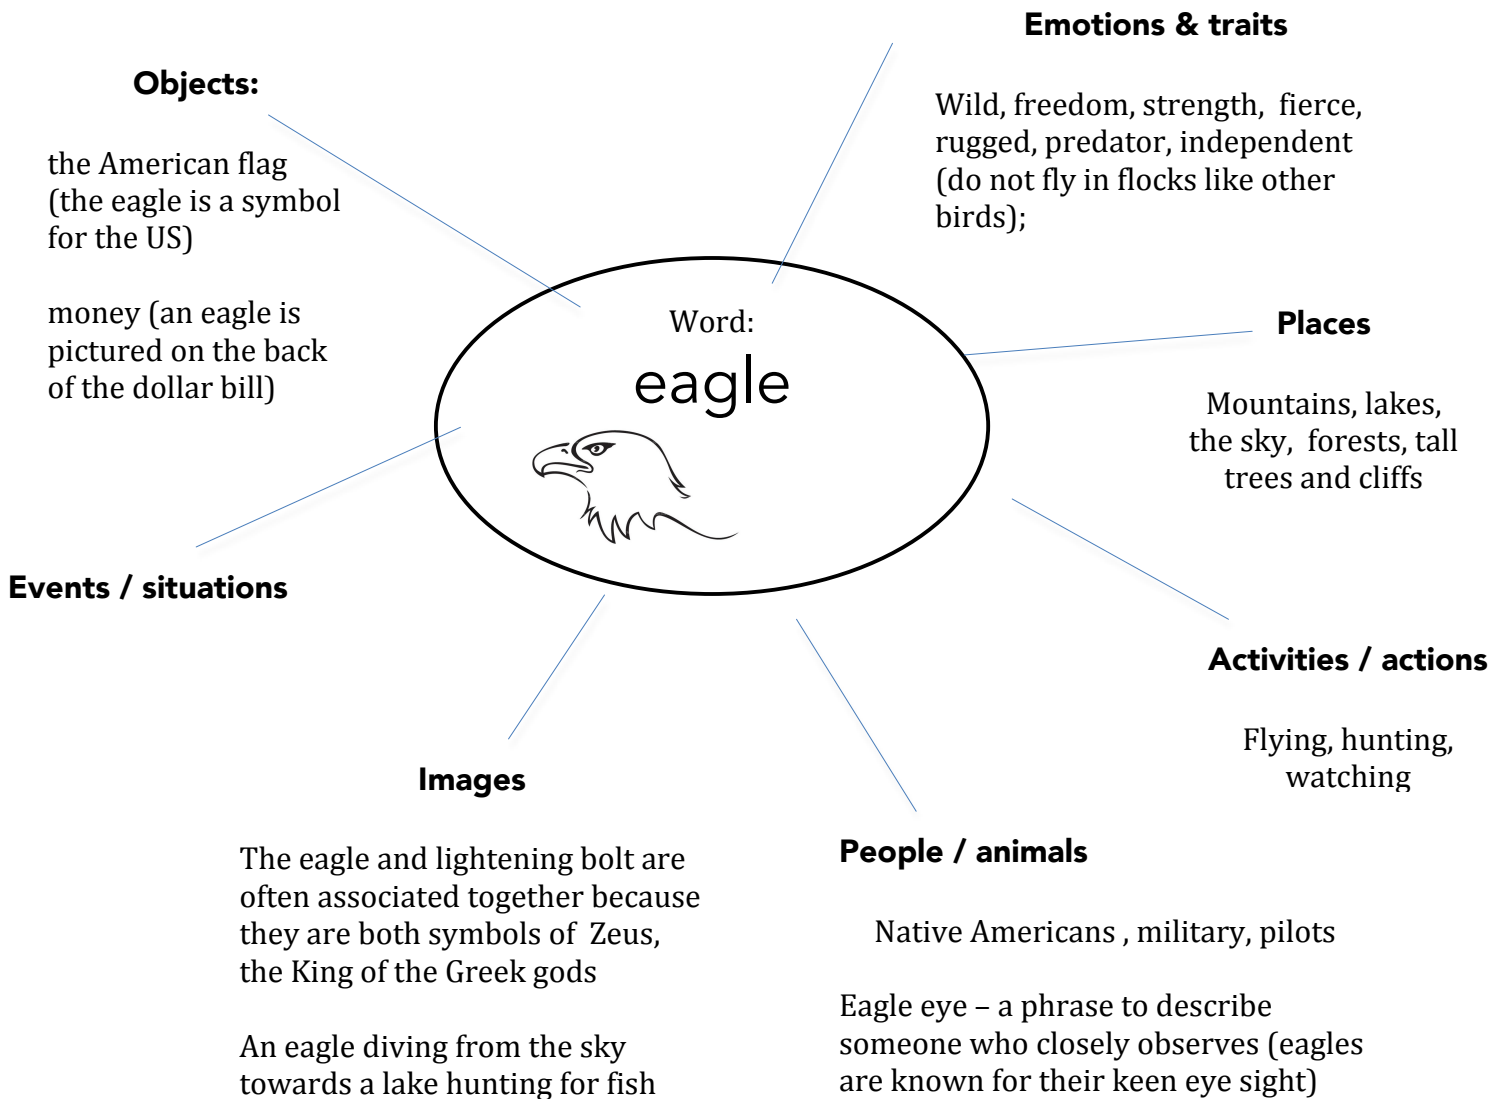 Emotions & traits
Wild, freedom, strength,  fierce,
rugged, predator, independent
(do not fly in flocks like other
birds);
Objects:
the American flag
(the eagle is a symbol
for the US)
money (an eagle is
pictured on the back
of the dollar bill)
Word:
eagle
Places
Mountains, lakes,
the sky,  forests, tall
trees and cliffs
Events / situations
Activities / actions
Flying, hunting,
watching
Images
The eagle and lightening bolt are
often associated together because
they are both symbols of  Zeus,
the King of the Greek gods
An eagle diving from the sky
towards a lake hunting for fish
People / animals
Native Americans , military, pilots
Eagle eye – a phrase to describe
someone who closely observes (eagles
are known for their keen eye sight)